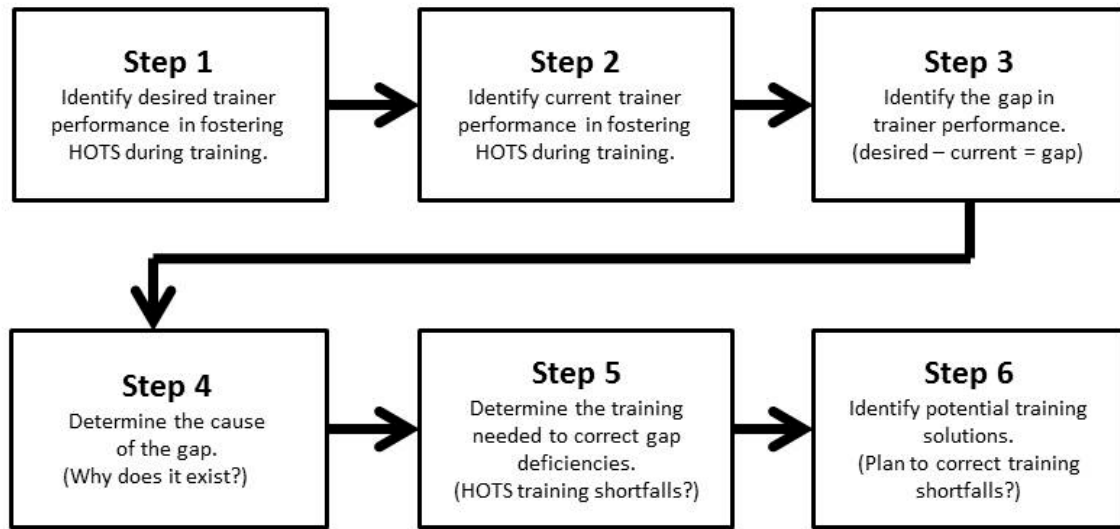 Step 1
Identify desired trainer
performance in fostering
HOTS during training.
Step 2
Identify current trainer
performance in fostering
HOTS during training.
Step 3
Identify the gap in
trainer performance.
(desired – current = gap)
Step 4
Determine the cause
of the gap.
(Why does it exist?)
Step 5
Determine the training
needed to correct gap
deficiencies.
(HOTS training shortfalls?)
Step 6
Identify potential training
solutions.
(Plan to correct training
shortfalls?)